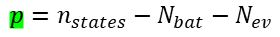 p = n_states − N_bat − N_ev